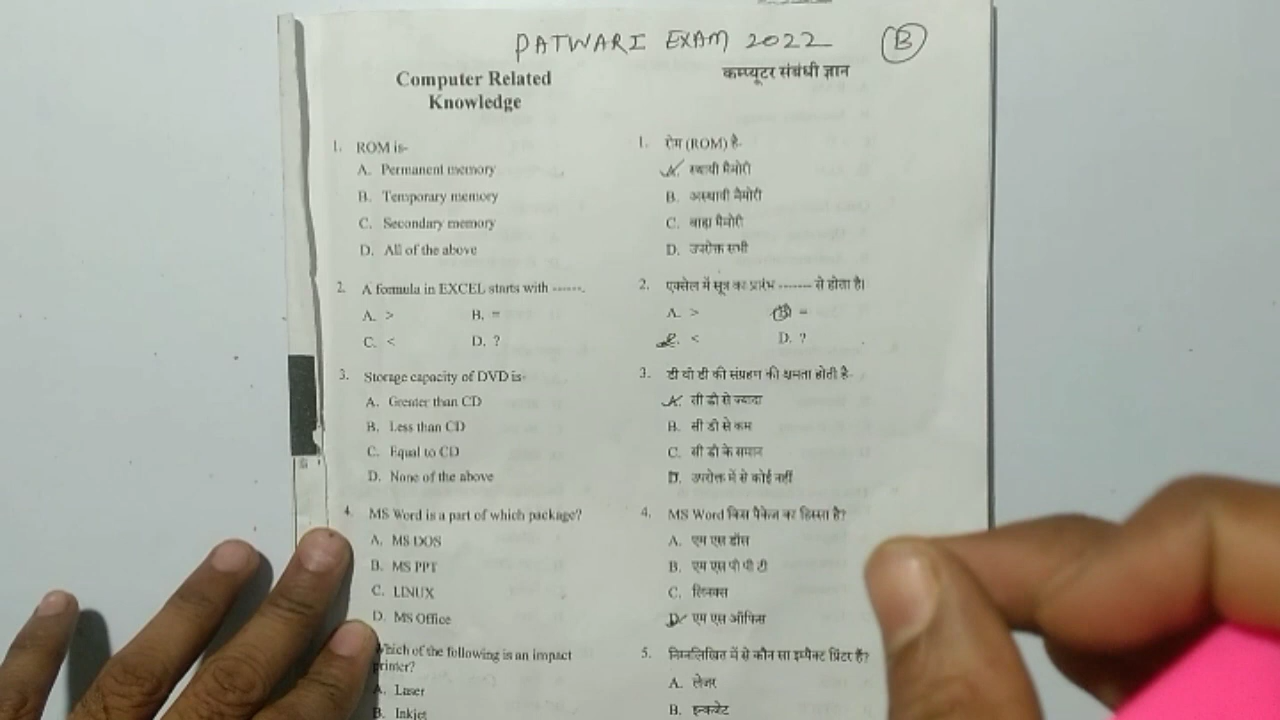 PATWARI EXAM 2022 B
Computer Related
Knowledge
1. ROM is-
A. Permanent memory
B. Temporary memory
C. Secondary memory
D. All of the above
2. A formula in EXCEL starts with ------.
A. > B. =
C. < D. ?
3. Storage capacity of DVD is-
A. Greater than CD
B. Less than CD
C. Equal to CD
D. None of the above
4. MS Word is a part of which package?
A. MS DOS
B. MS PPT
C. LINUX
D. MS Office
Which of the following is an impact
printer?
A. Laser
B. Inkjet
कम्प्यूटर संबंधी ज्ञान
1. रोम (ROM) है-
A. स्थायी मैमोरी
B. अस्थायी मैमोरी
C. बाह्य मैमोरी
D. उपरोक्त सभी
2. एक्सेल में सूत्र का प्रारंभ ------- से होता है।
A. > =
<
D. ?
3. डी वी डी की संग्रहण की क्षमता होती है-
A. सी डी से ज्यादा
B. सी डी से कम
C. सी डी के समान
D. उपरोक्त में से कोई नहीं
4. MS Word किस पैकेज का हिस्सा है?
A. एम एस डॉस
B. एम एस पी पी टी
C. लिनक्स
D. एम एस ऑफिस
5. निम्नलिखित में से कौन सा इम्पैक्ट प्रिंटर है?
A. लेजर
B. इन्कजेट